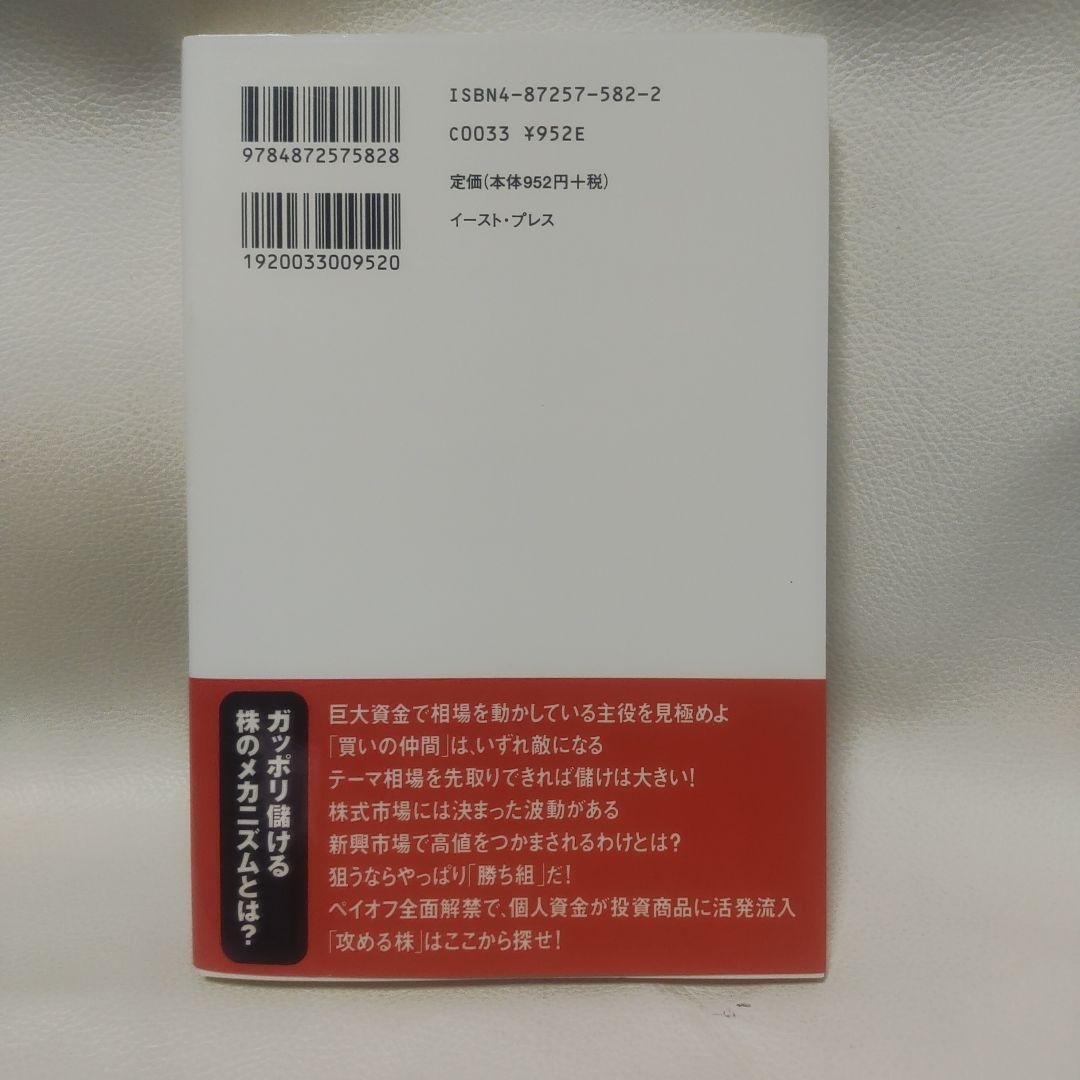 9784872575828
1920033009520
ISBN4-87257-582-2
C0033 ¥952E
定価(本体952円+税)
イースト・プレス
ガッポリ儲ける
株のメカニズムとは?
巨大資金で相場を動かしている主役を見極めよ
「買いの仲間」は、いずれ敵になる
テーマ相場を先取りできれば儲けは大きい!
株式市場には決まった波動がある
新興市場で高値をつかまされるわけとは?
狙うならやっぱり「勝ち組」だ!
ペイオフ全面解禁で、個人資金が投資商品に活発流入
「攻める株」はここから探せ!